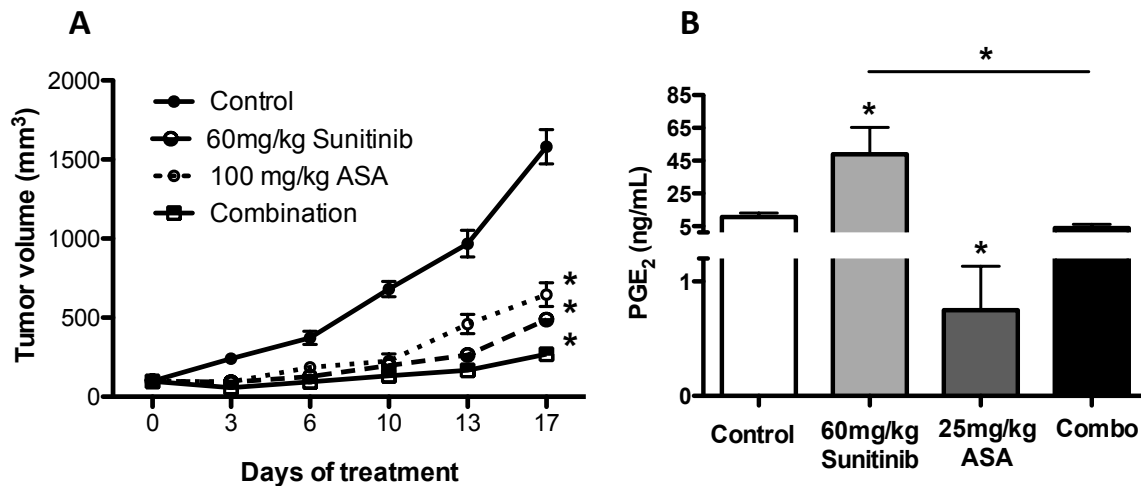 A
Tumor volume (mm³)
2000
1500
1000
500
0
Control
60mg/kg Sunitinib
100 mg/kg ASA
Combination
*
*
*
0 3 6 10 13 17
Days of treatment
B
PGE₂ (ng/mL)
85
65
45
25
5
1
0
*
*
*
Control
60mg/kg
Sunitinib
25mg/kg
ASA
Combo